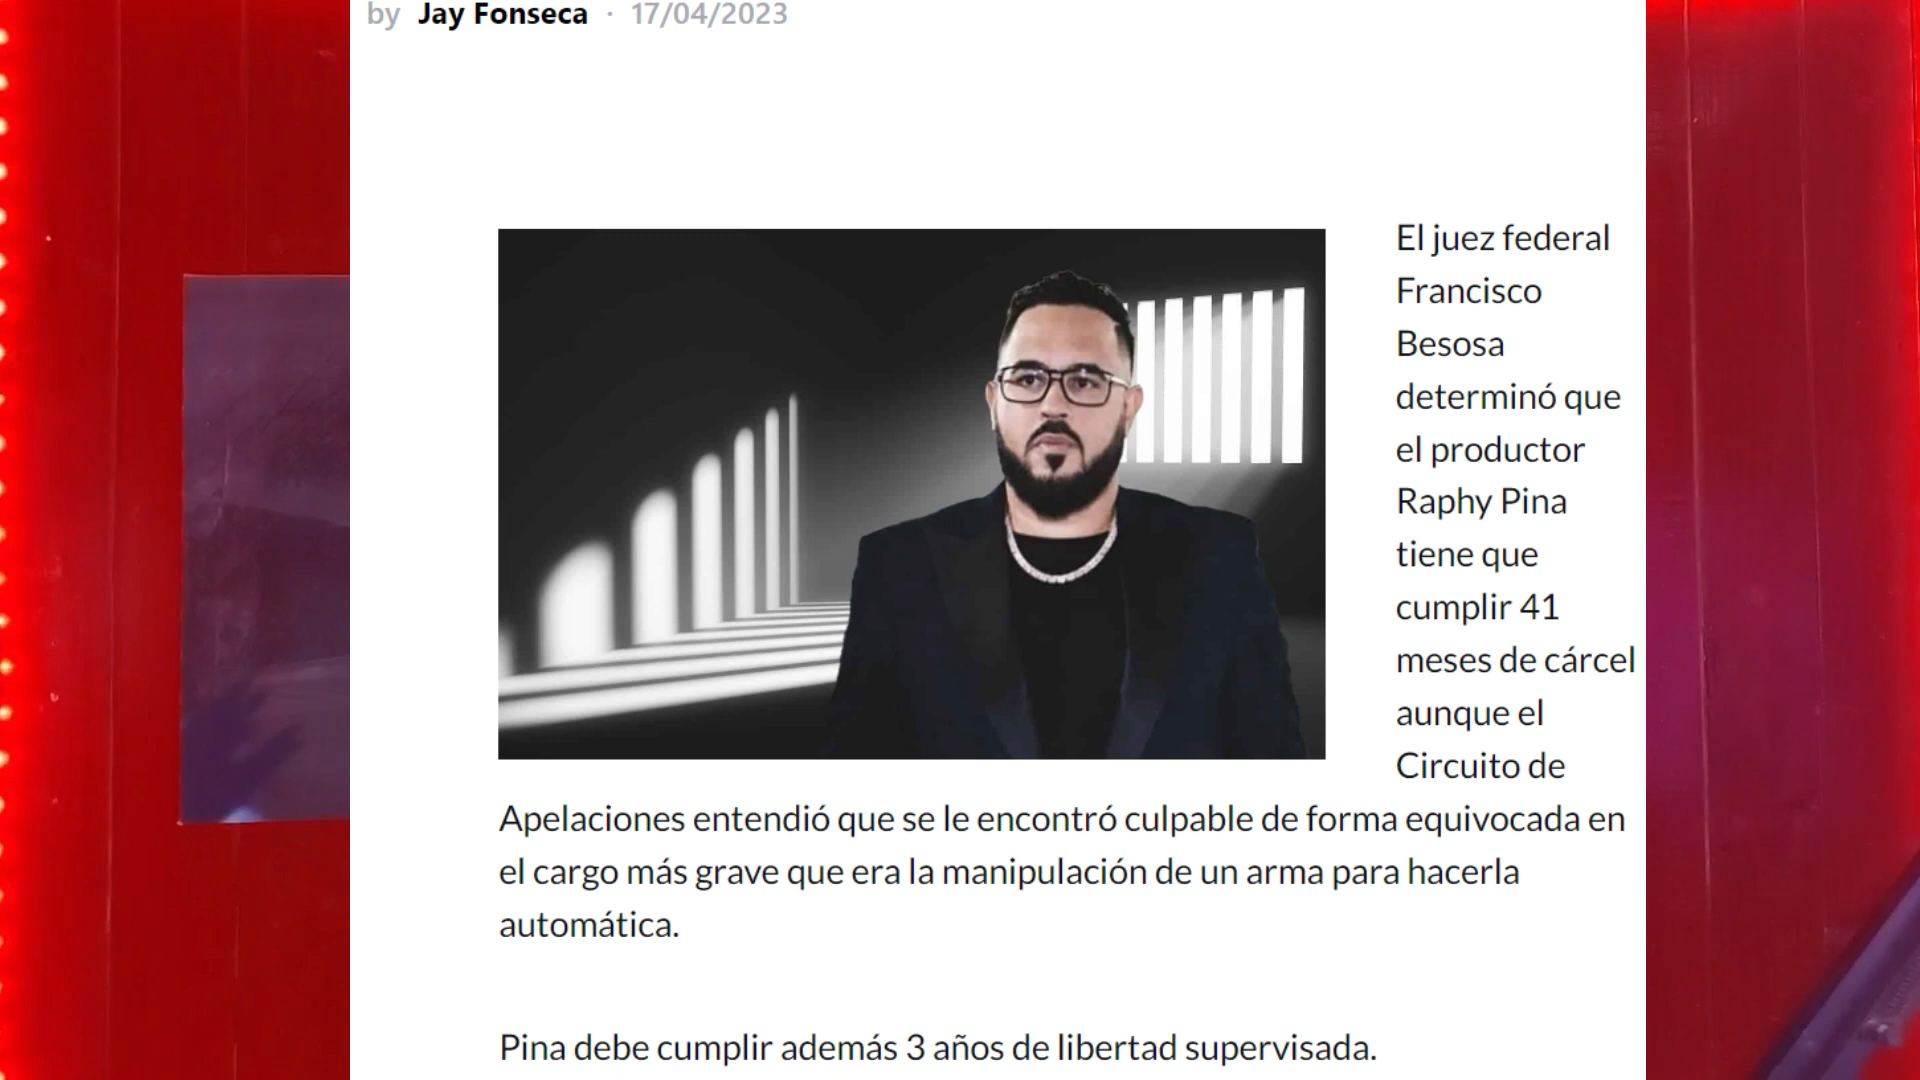 by Jay Fonseca · 17/04/2023
El juez federal
Francisco
Besosa
determinó que
el productor
Raphy Pina
tiene que
cumplir 41
meses de cárcel
aunque el
Circuito de
Apelaciones entendió que se le encontró culpable de forma equivocada en
el cargo más grave que era la manipulación de un arma para hacerla
automática.
Pina debe cumplir además 3 años de libertad supervisada.